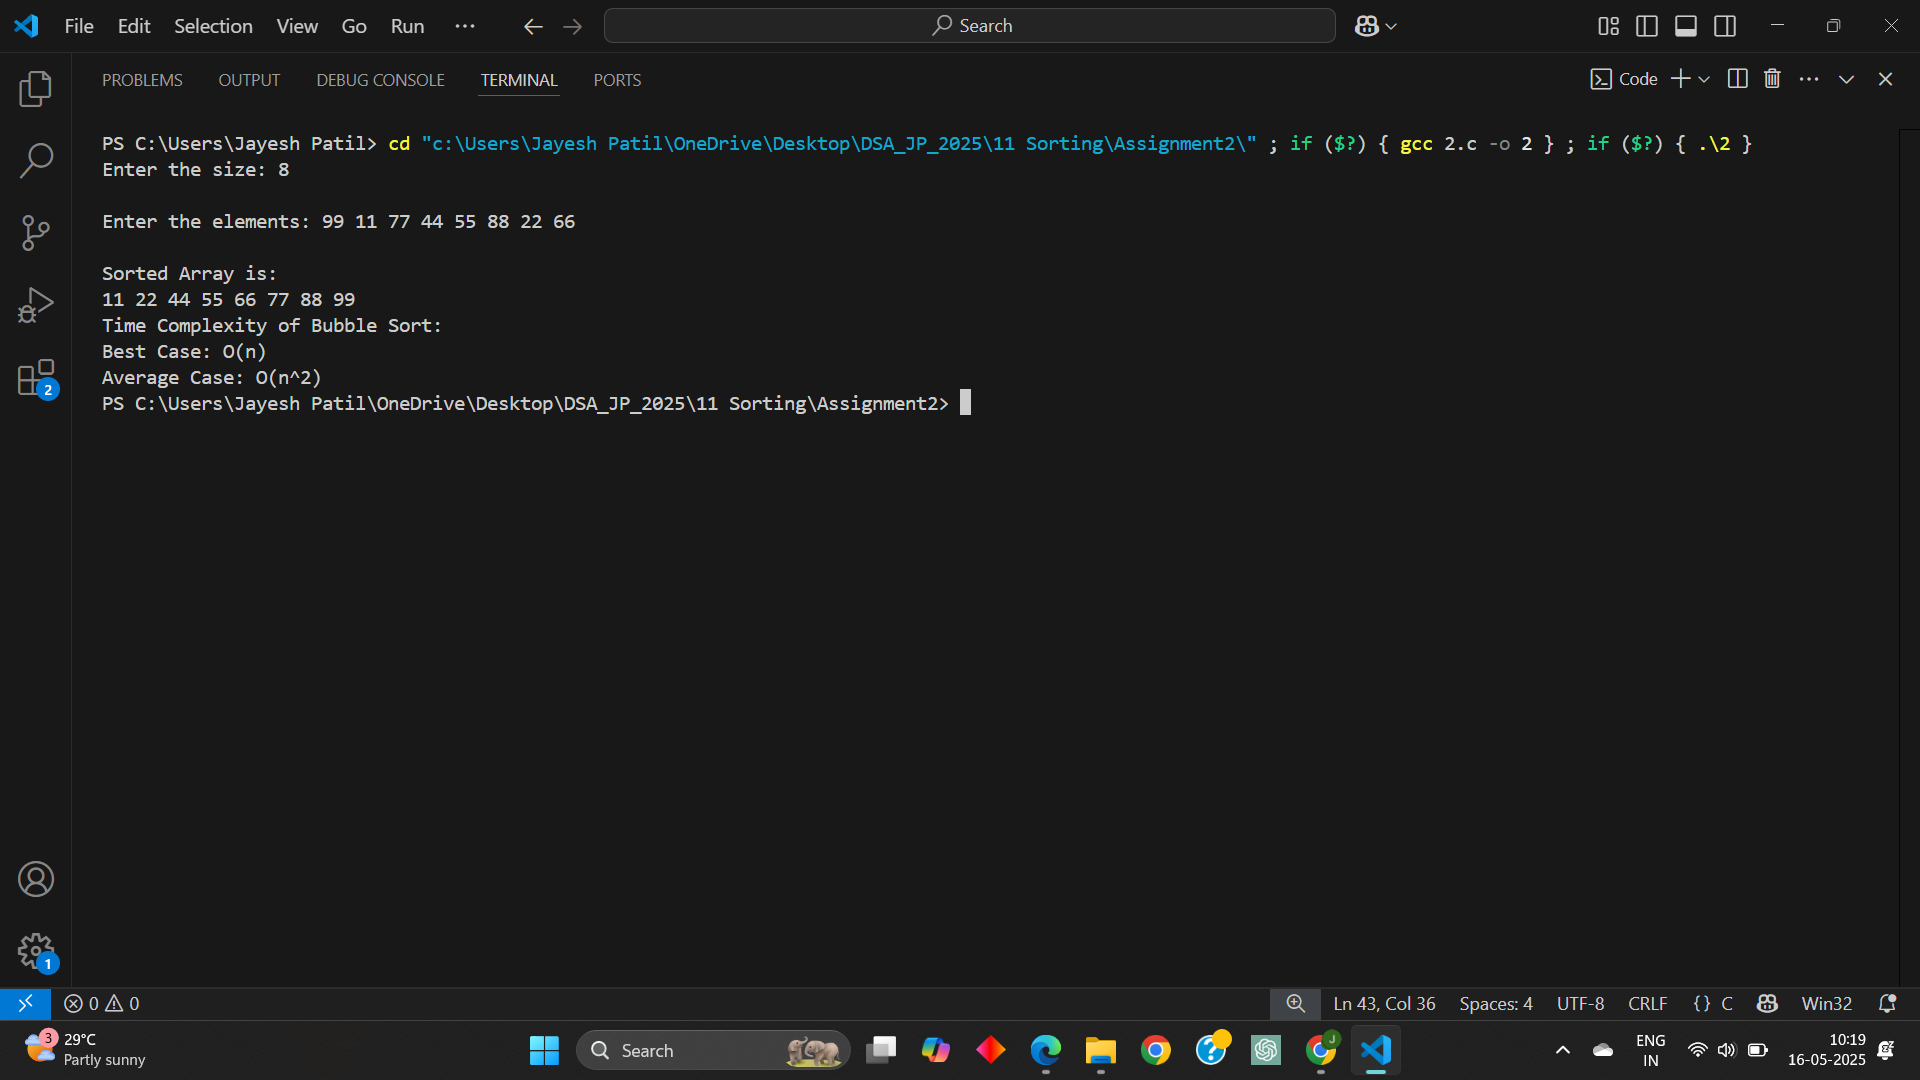 File Edit Selection View Go Run ··· Search
PROBLEMS OUTPUT DEBUG CONSOLE TERMINAL PORTS Code
PS C:\Users\Jayesh Patil> cd "c:\Users\Jayesh Patil\OneDrive\Desktop\DSA_JP_2025\11 Sorting\Assignment2\" ; if ($?) { gcc 2.c -o 2 } ; if ($?) { .\2 }
Enter the size: 8
Enter the elements: 99 11 77 44 55 88 22 66
Sorted Array is:
11 22 44 55 66 77 88 99
Time Complexity of Bubble Sort:
Best Case: O(n)
Average Case: O(n^2)
PS C:\Users\Jayesh Patil\OneDrive\Desktop\DSA_JP_2025\11 Sorting\Assignment2>
2
1
0 0 Ln 43, Col 36 Spaces: 4 UTF-8 CRLF {} C Win32
3 29°C
Partly sunny
Search
J
ENG
IN
10:19
16-05-2025